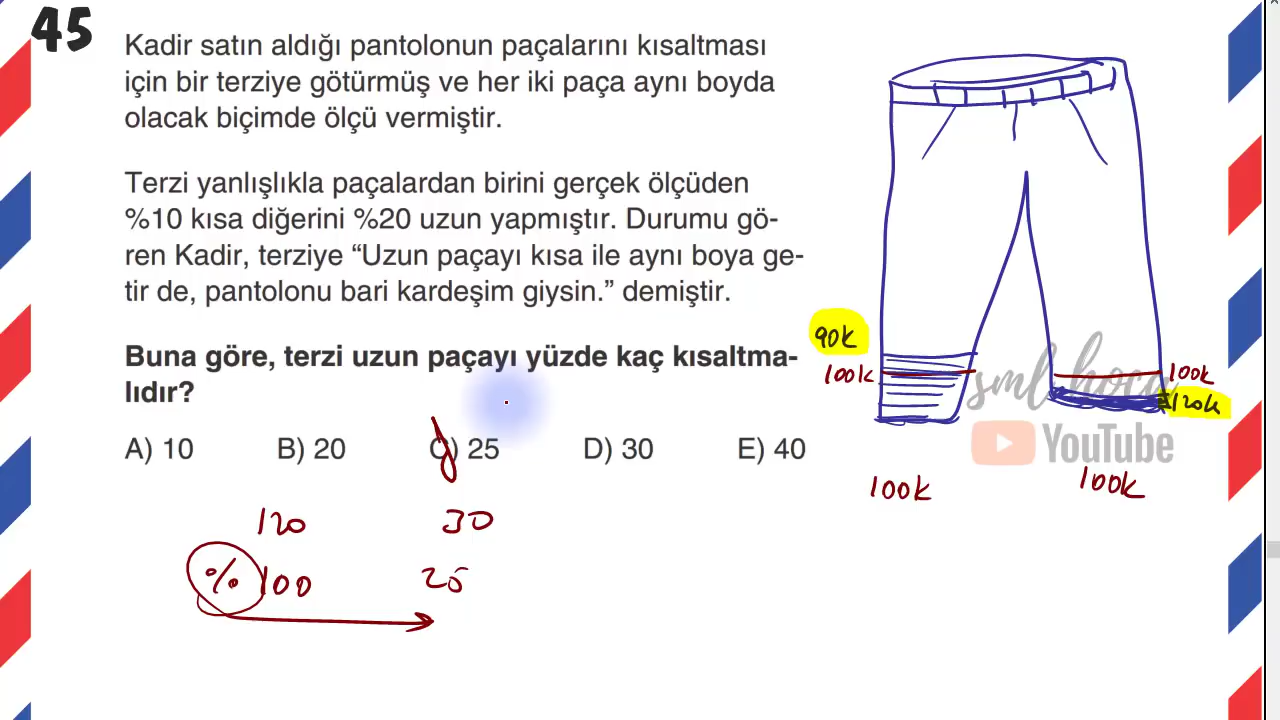 45
Kadir satın aldığı pantolonun paçalarını kısaltması
için bir terziye götürmüş ve her iki paça aynı boyda
olacak biçimde ölçü vermiştir.
Terzi yanlışlıkla paçalardan birini gerçek ölçüden
%10 kısa diğerini %20 uzun yapmıştır. Durumu gö-
ren Kadir, terziye “Uzun paçayı kısa ile aynı boya ge-
tir de, pantolonu bari kardeşim giysin.” demiştir.
Buna göre, terzi uzun paçayı yüzde kaç kısaltma-
lıdır?
A) 10 B) 20 C) 25 D) 30 E) 40
120 30
% 100 25
90k
100k
100k
120k
100k
100k
sml hoca
YouTube